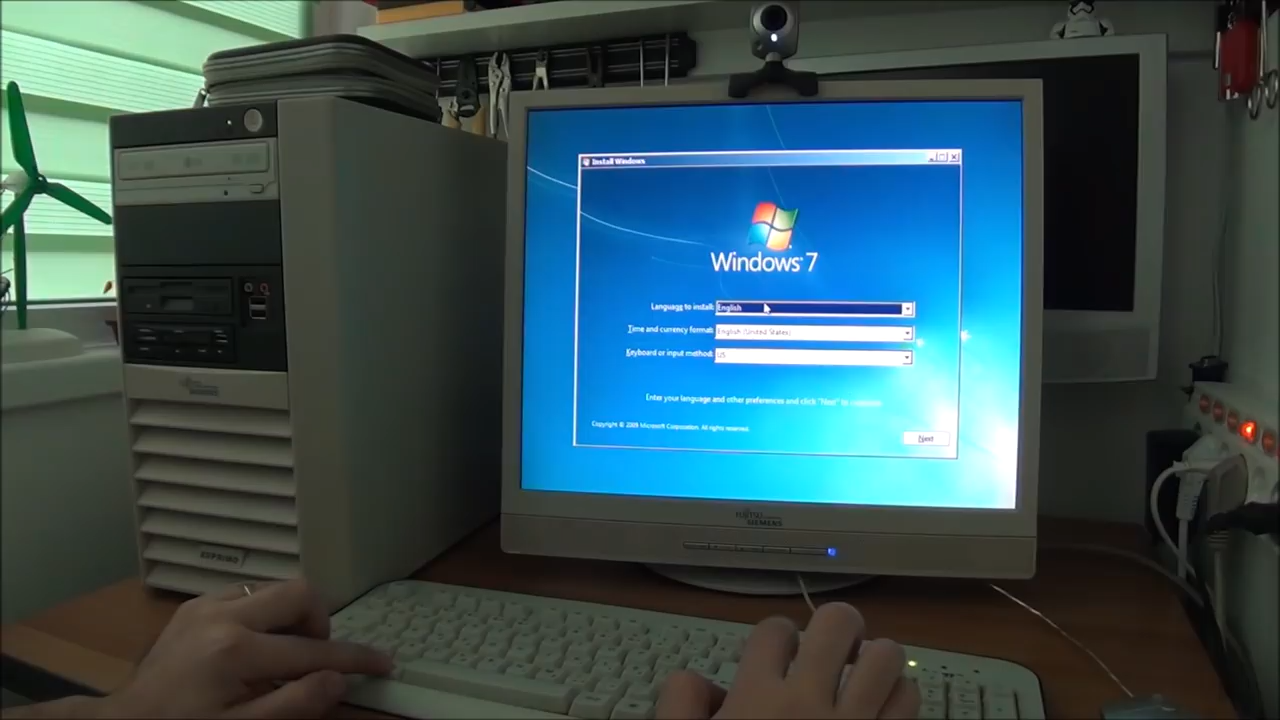 Install Windows
Windows 7
Language to install: English
Time and currency format: English (United States)
Keyboard or input method: US
Enter your language and other preferences and click "Next" to continue.
Copyright © 2009 Microsoft Corporation. All rights reserved.
Next
FUJITSU
SIEMENS
SIEMENS
ESPRIMO